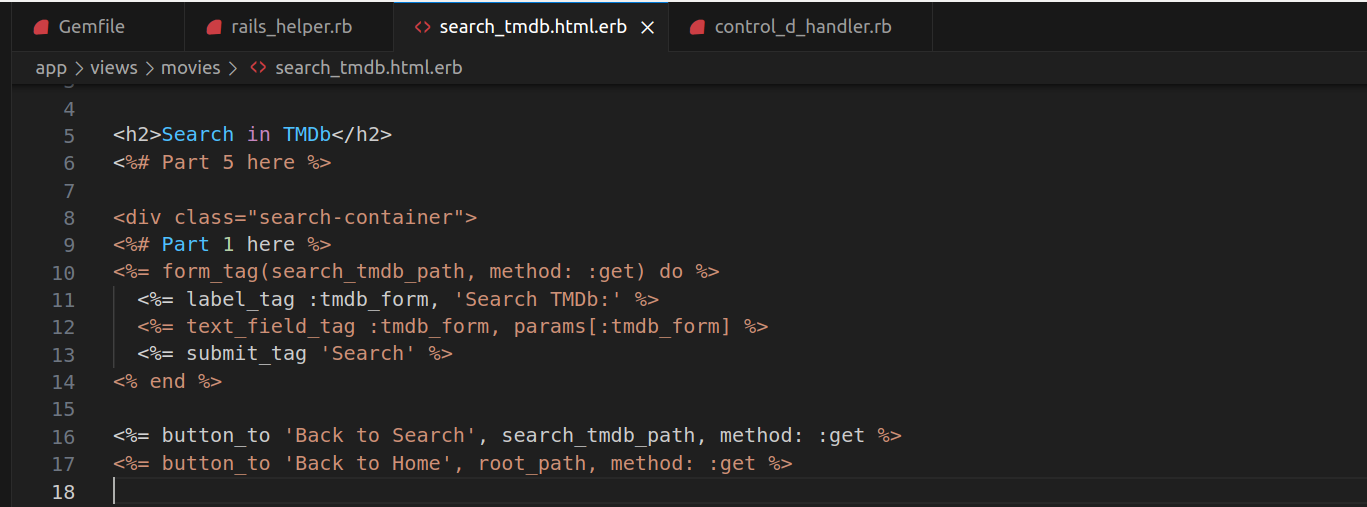 Gemfile rails_helper.rb search_tmdb.html.erb control_d_handler.rb
app > views > movies > search_tmdb.html.erb
4
5 <h2>Search in TMDb</h2>
6 <%# Part 5 here %>
7
8 <div class="search-container">
9 <%# Part 1 here %>
10 <%= form_tag(search_tmdb_path, method: :get) do %>
11   <%= label_tag :tmdb_form, 'Search TMDb:' %>
12   <%= text_field_tag :tmdb_form, params[:tmdb_form] %>
13   <%= submit_tag 'Search' %>
14 <% end %>
15
16 <%= button_to 'Back to Search', search_tmdb_path, method: :get %>
17 <%= button_to 'Back to Home', root_path, method: :get %>
18